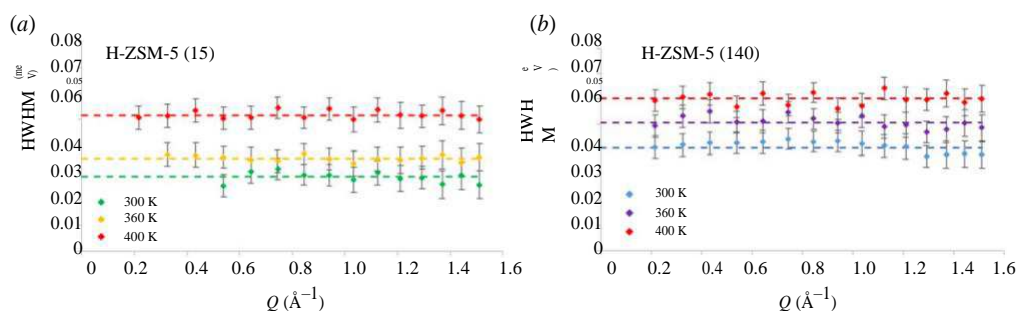 (a)
HWHM (meV)
0.08
0.07
0.05
0.06
0.04
0.03
0.02
0.01
0
H-ZSM-5 (15)
300 K
360 K
400 K
0 0.2 0.4 0.6 0.8 1.0 1.2 1.4 1.6
Q (Å−1)
(b)
HWH
M
e
V
)
0.08
0.07
0.05
0.06
0.04
0.03
0.02
0.01
0
H-ZSM-5 (140)
300 K
360 K
400 K
0 0.2 0.4 0.6 0.8 1.0 1.2 1.4 1.6
Q (Å−1)